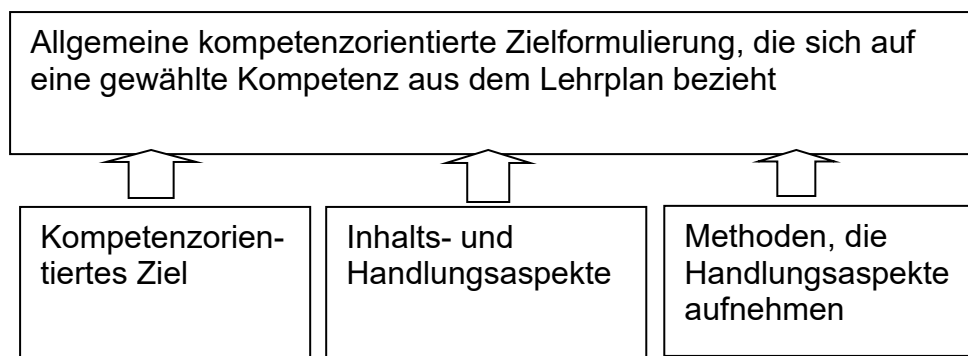 Allgemeine kompetenzorientierte Zielformulierung, die sich auf
eine gewählte Kompetenz aus dem Lehrplan bezieht
Kompetenzorien-
tiertes Ziel
Inhalts- und
Handlungsaspekte
Methoden, die
Handlungsaspekte
aufnehmen